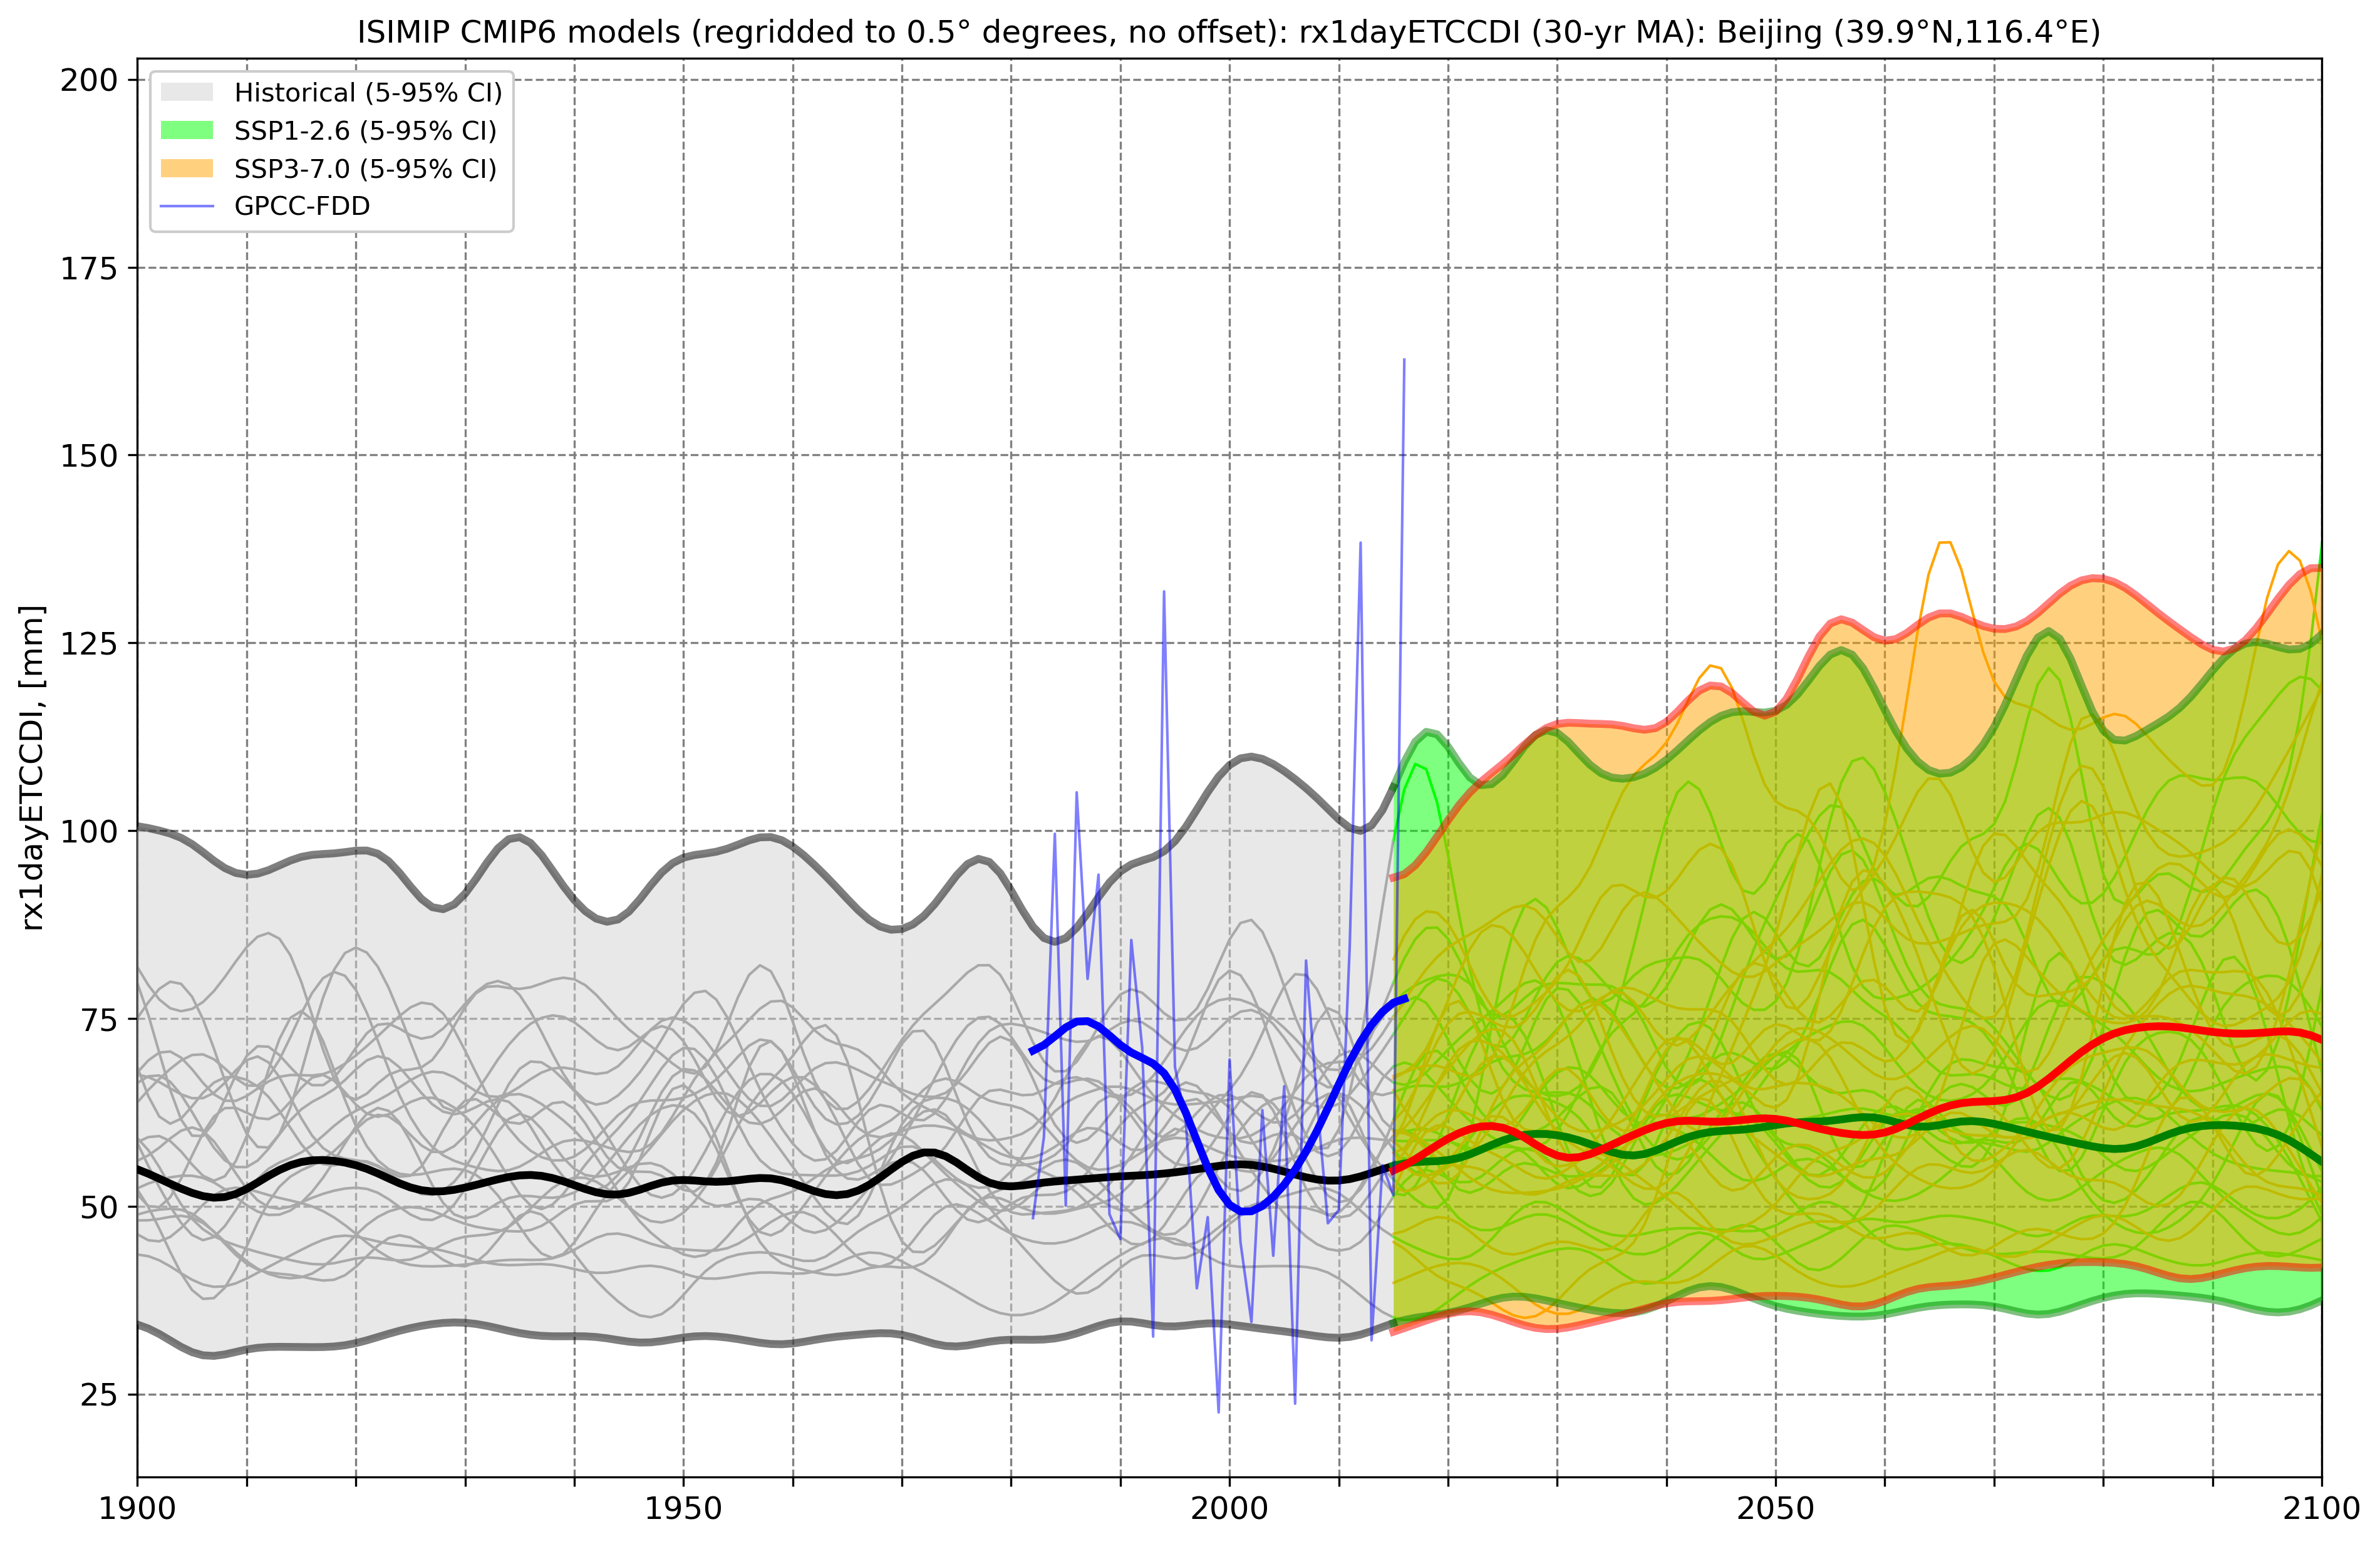 ISIMIP CMIP6 models (regridded to 0.5° degrees, no offset): rx1dayETCCDI (30-yr MA): Beijing (39.9°N,116.4°E)
Historical (5-95% CI)
SSP1-2.6 (5-95% CI)
SSP3-7.0 (5-95% CI)
GPCC-FDD
rx1dayETCCDI, [mm]
200
175
150
125
100
75
50
25
1900
1950
2000
2050
2100